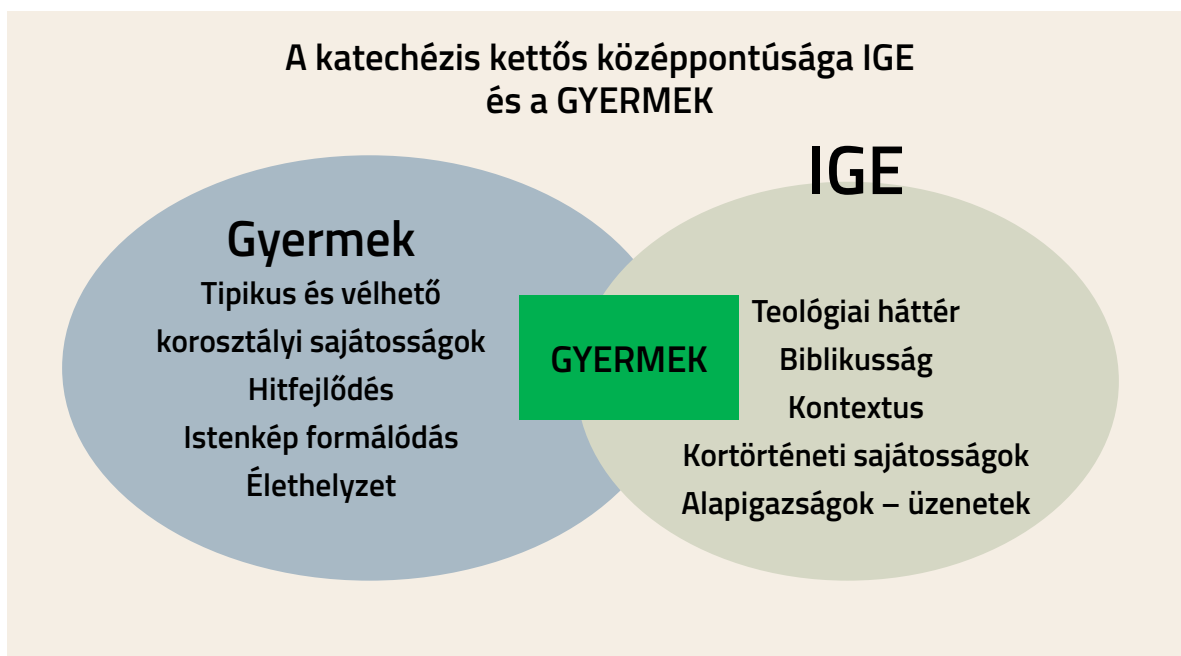 A katechézis kettős középpontúsága IGE
és a GYERMEK
Gyermek
Tipikus és vélhető
korosztályi sajátosságok
Hitfejlődés
Istenkép formálódás
Élethelyzet
GYERMEK
IGE
Teológiai háttér
Biblikusság
Kontextus
Kortörténeti sajátosságok
Alapigazságok – üzenetek